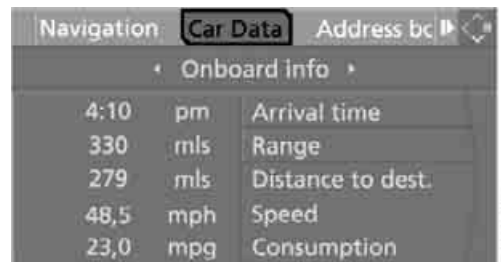 Navigation Car Data Address bc
Onboard info
4:10 pm Arrival time
330 mls Range
279 mls Distance to dest.
48,5 mph Speed
23,0 mpg Consumption